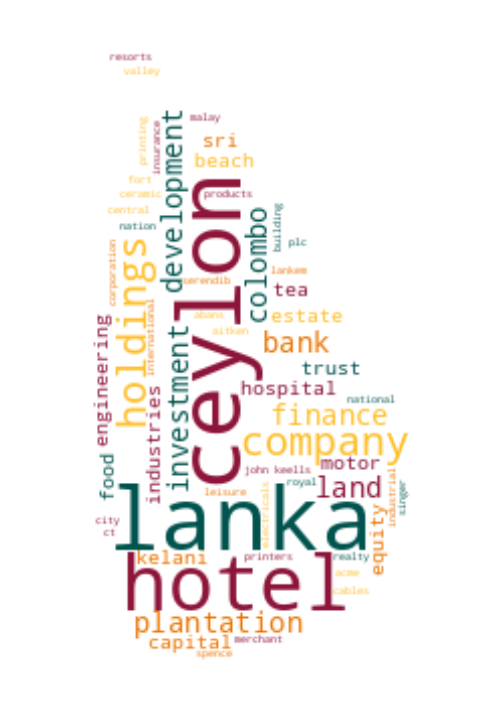 resorts
valley
malay
printing
insurance
development
sri
beach
fort
ceramic
products
central
nation
ceylon
colombo
building
plc
corporation
holdings
serendib
lankem
tea
abans
aitken
estate
international
engineering
investment
bank
trust
industries
hospital
national
finance
company
food
john keells
motor
royal
land
industrial
singer
leisure
electricals
lanka
equity
city
ct
kelani
printers
realty
hotel
acme
cables
plantation
capital
merchant
spence